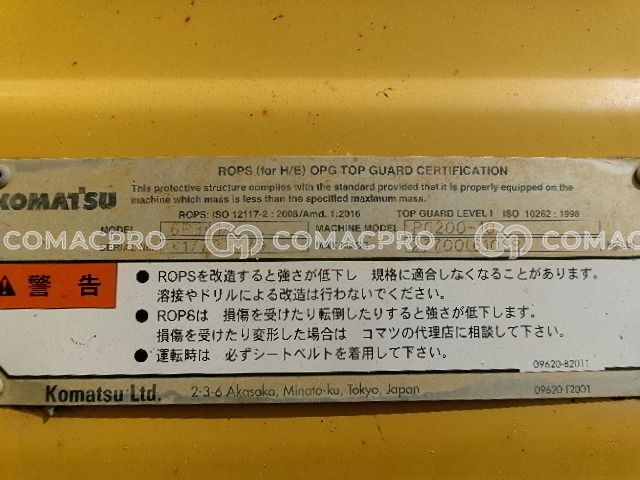 ROPS (for H/E) OPG TOP GUARD CERTIFICATION
KOMATSU
This protective structure complies with the standard provided that it is properly equipped on the
machine which mass is less than the specified maximum mass.
ROPS: ISO 12117-2 : 2008/Amd. 1:2016 TOP GUARD LEVEL I ISO 10262 : 1998
MODEL MACHINE MODEL PC200-
SERIAL No.
COMACPRO COMACPRO COMACPRO
警告
● ROPSを改造すると強さが低下し 規格に適合しなくなることがあります。
溶接やドリルによる改造は行わないでください。
● ROPSは 損傷を受けたり転倒したりすると強さが低下します。
損傷を受けたり変形した場合は コマツの代理店に相談して下さい。
● 運転時は 必ずシートベルトを着用して下さい。
09620-B2011
Komatsu Ltd. 2-3-6 Akasaka, Minato-ku, Tokyo, Japan 09620-T2001